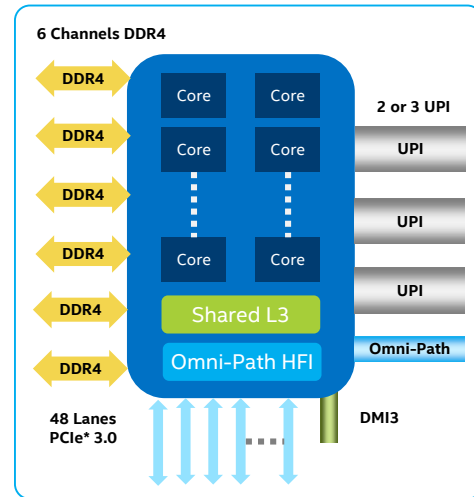 6 Channels DDR4
DDR4
DDR4
DDR4
DDR4
DDR4
DDR4
Core
Core
Core
Core
Core
Core
Shared L3
Omni-Path HFI
2 or 3 UPI
UPI
UPI
UPI
Omni-Path
DMI3
48 Lanes
PCIe* 3.0